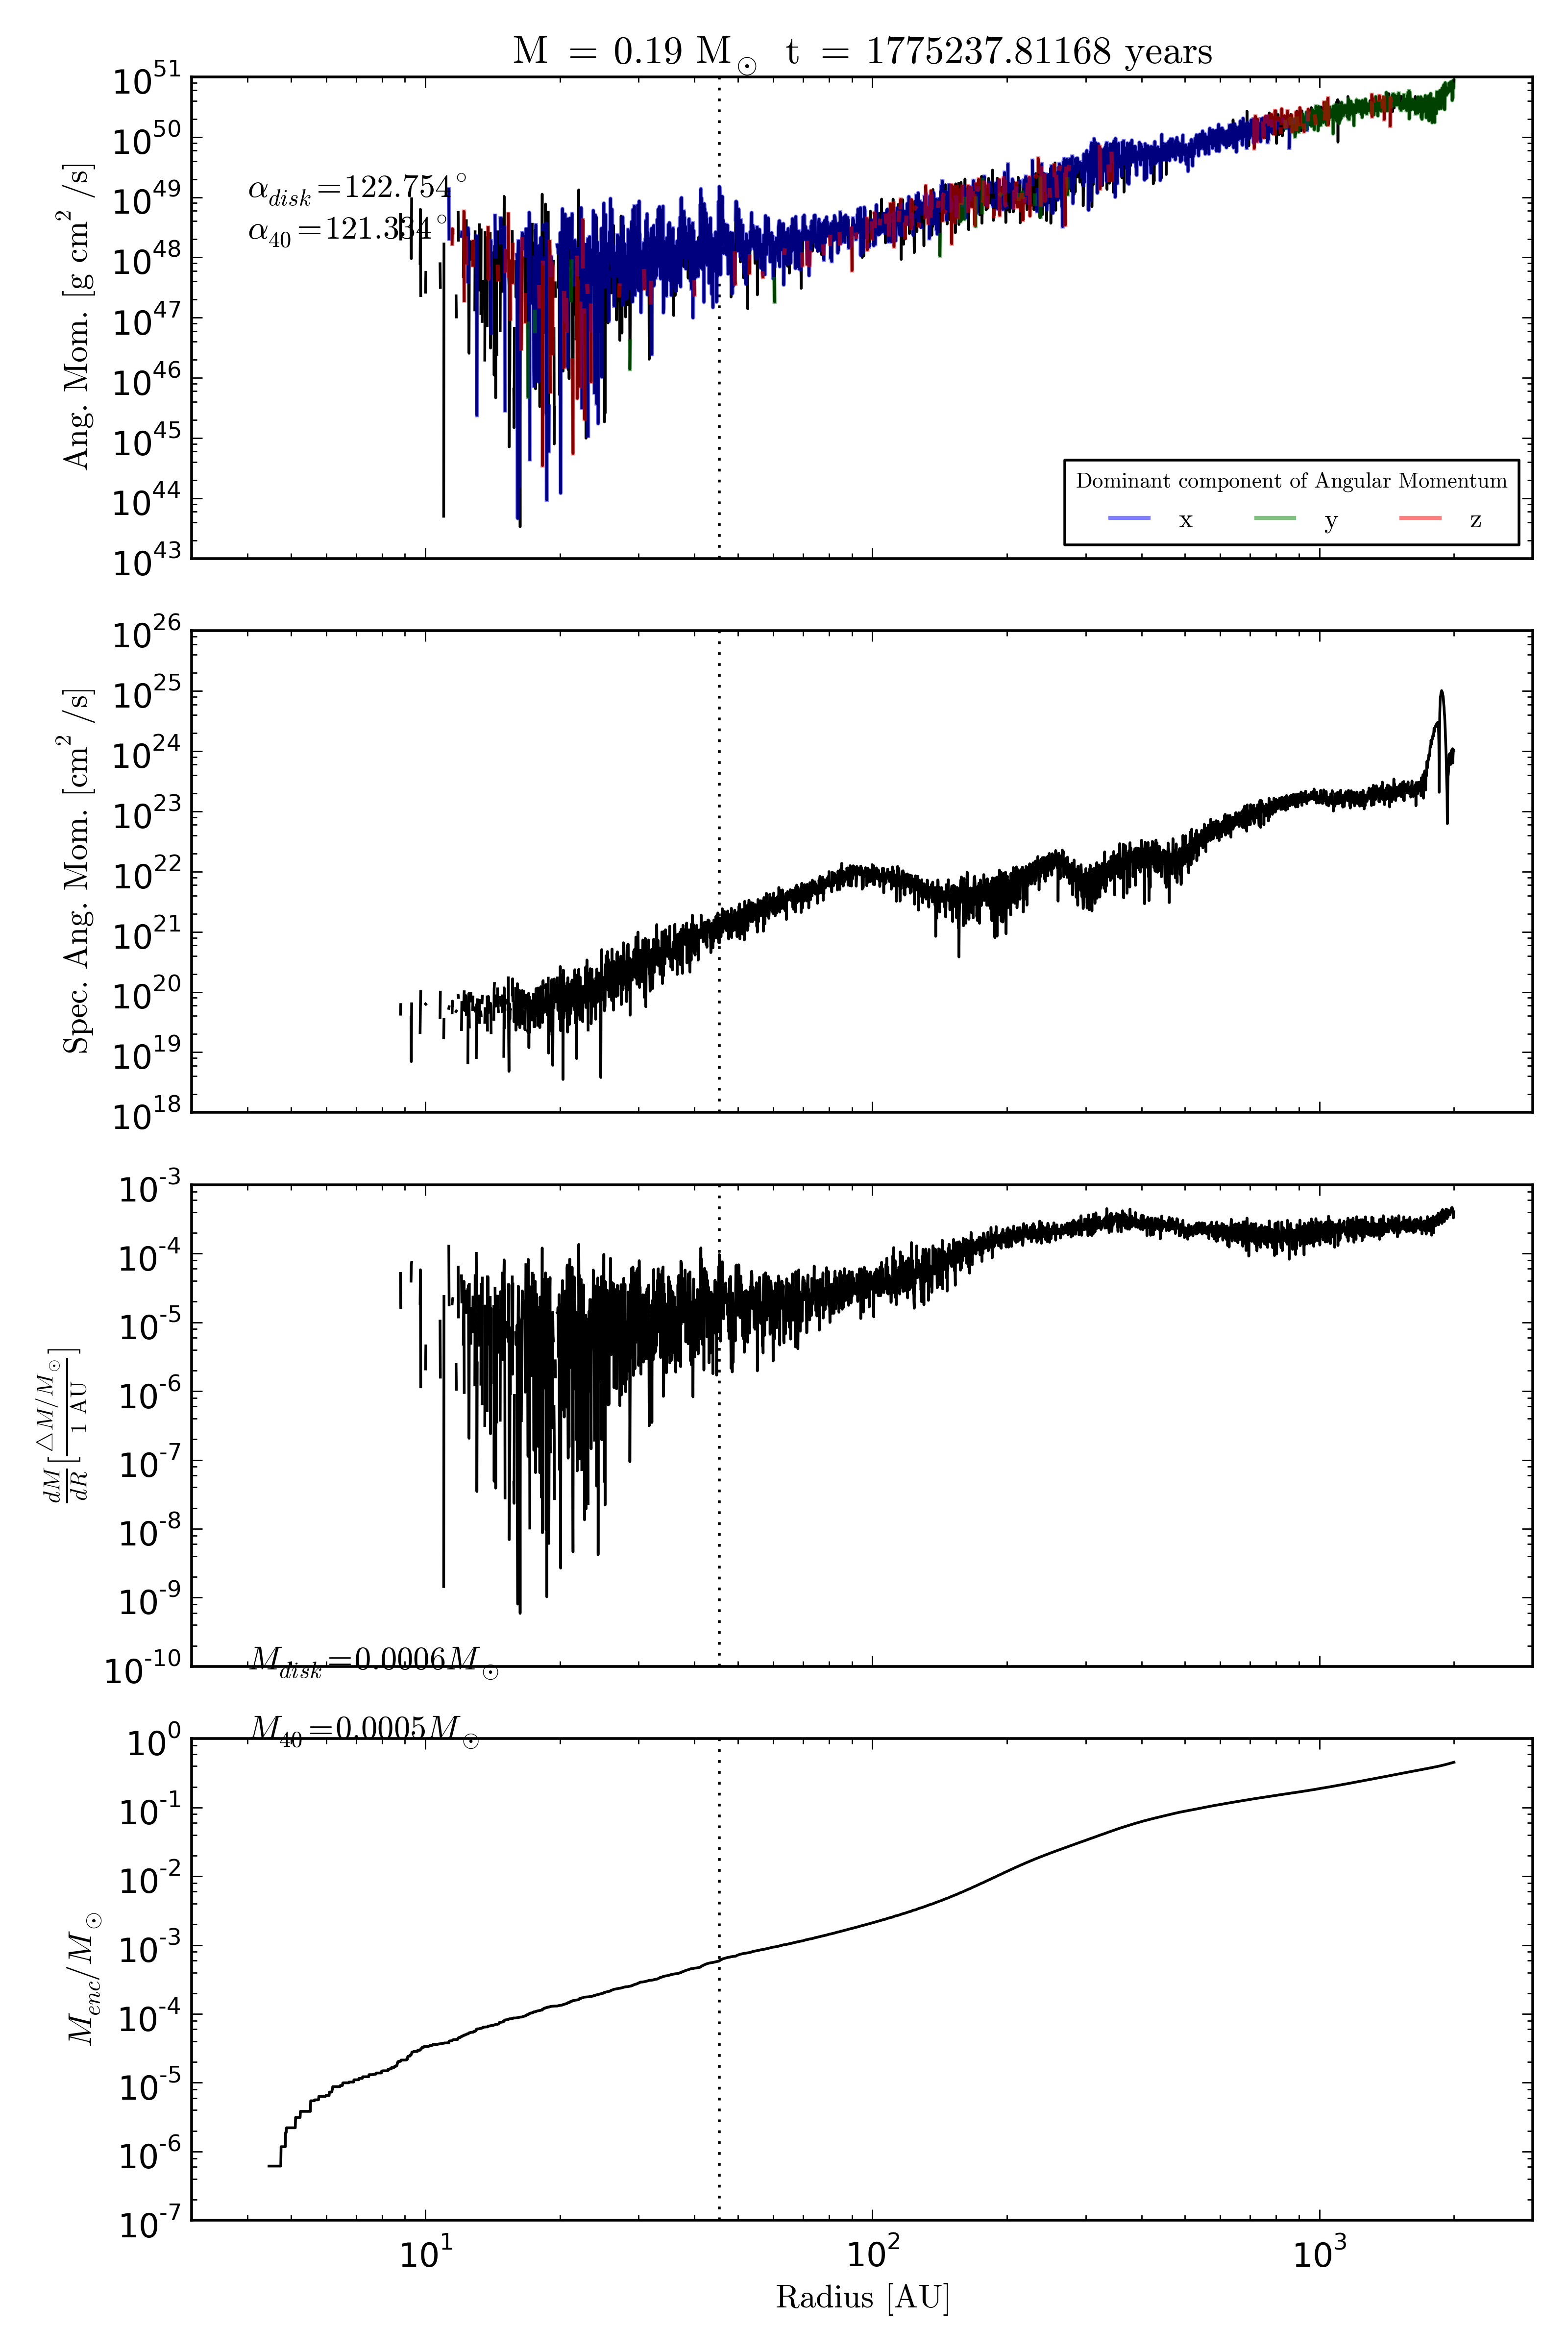 M = 0.19 M⊙ t = 1775237.81168 years
10^51
10^50
10^49
10^48
10^47
10^46
10^45
10^44
10^43
Ang. Mom. [g cm^2 /s]
α_disk=122.754°
α_40=121.334°
Dominant component of Angular Momentum
x y z
10^26
10^25
10^24
10^23
10^22
10^21
10^20
10^19
10^18
Spec. Ang. Mom. [cm^2 /s]
10^-3
10^-4
10^-5
10^-6
10^-7
10^-8
10^-9
10^-10
dM/dR [△M/M⊙ / 1 AU]
M_disk=0.0006M⊙
M_40=0.0005M⊙
10^0
10^-1
10^-2
10^-3
10^-4
10^-5
10^-6
10^-7
M_enc/M⊙
10^1 10^2 10^3
Radius [AU]